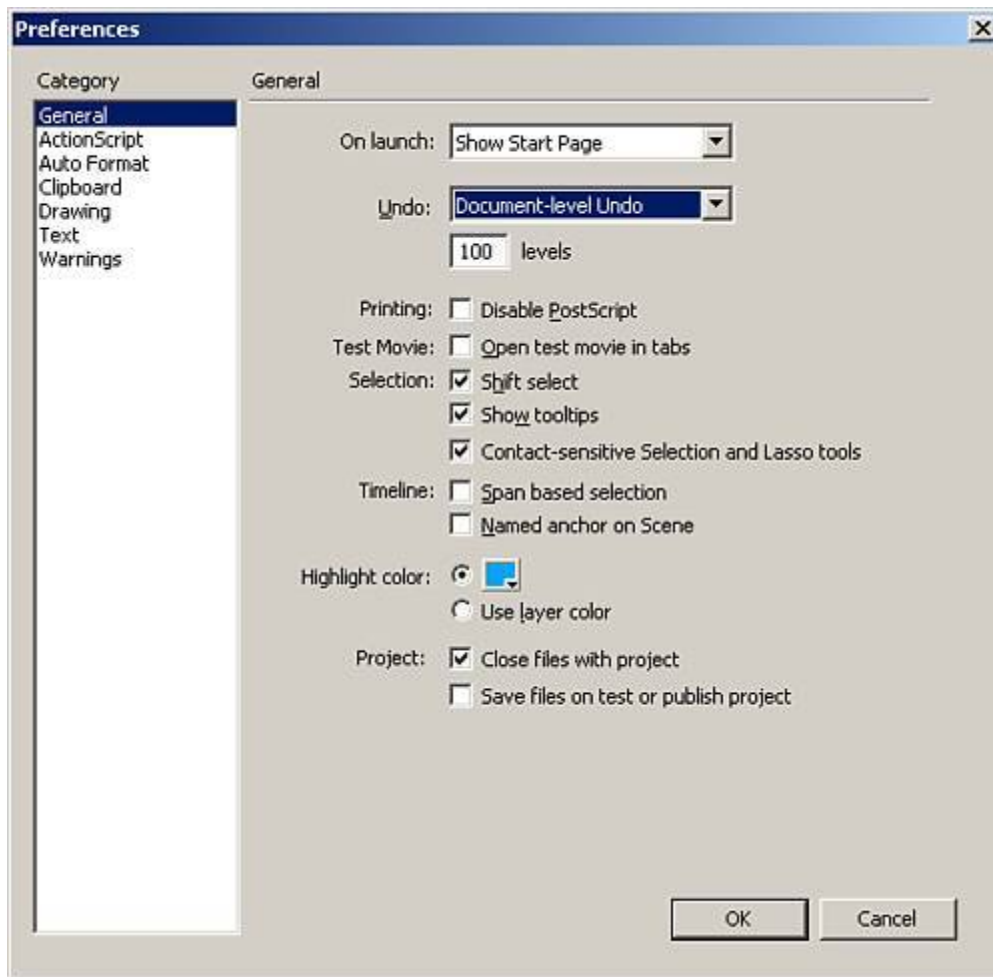 Preferences
Category
General
General
ActionScript
Auto Format
Clipboard
Drawing
Text
Warnings
On launch: Show Start Page
Undo: Document-level Undo
100 levels
Printing: Disable PostScript
Test Movie: Open test movie in tabs
Selection: Shift select
Show tooltips
Contact-sensitive Selection and Lasso tools
Timeline: Span based selection
Named anchor on Scene
Highlight color:
Use layer color
Project: Close files with project
Save files on test or publish project
OK Cancel